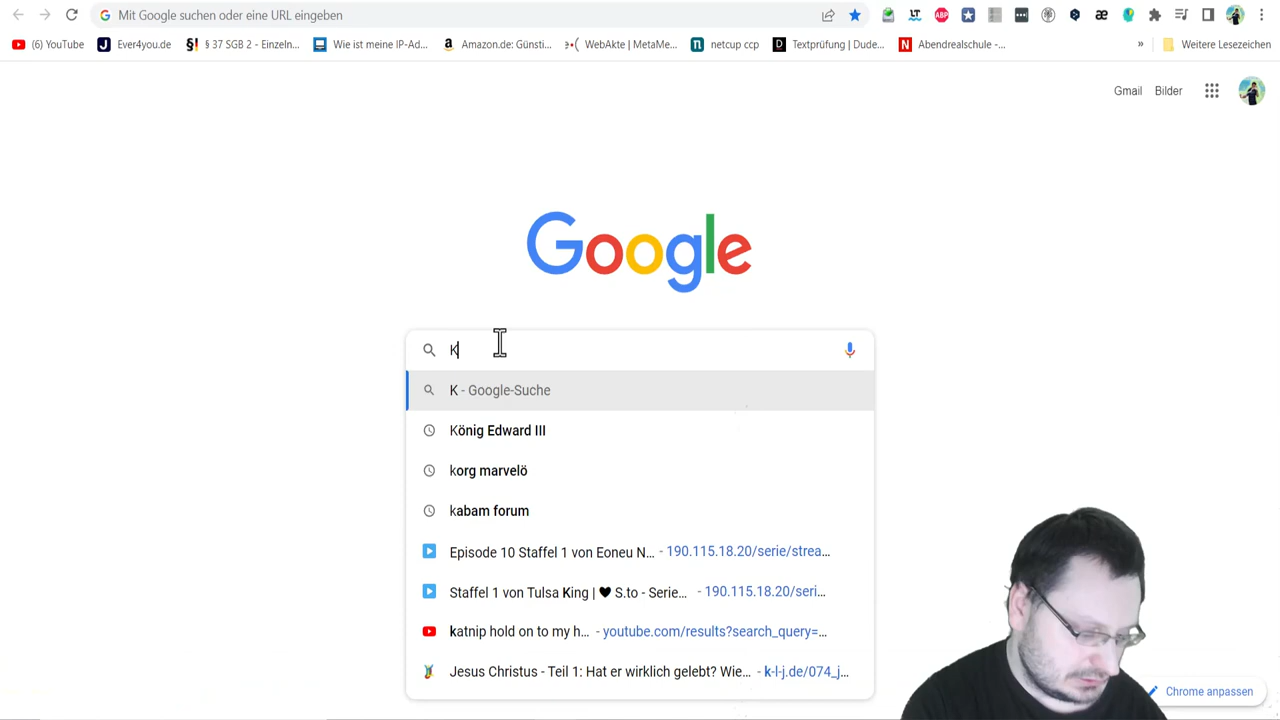 Mit Google suchen oder eine URL eingeben
(6) YouTube Ever4you.de § 37 SGB 2 - Einzeln... Wie ist meine IP-Ad... Amazon.de: Günsti... WebAkte | MetaMe... netcup ccp Textprüfung | Dude... Abendrealschule -... » Weitere Lesezeichen
Gmail Bilder
Google
K
K - Google-Suche
König Edward III
korg marvelö
kabam forum
Episode 10 Staffel 1 von Eoneu N... - 190.115.18.20/serie/strea...
Staffel 1 von Tulsa King | ♥ S.to - Serie... - 190.115.18.20/seri...
katnip hold on to my h... - youtube.com/results?search_query=...
Jesus Christus - Teil 1: Hat er wirklich gelebt? Wie... - k-l-j.de/074_j...
Chrome anpassen